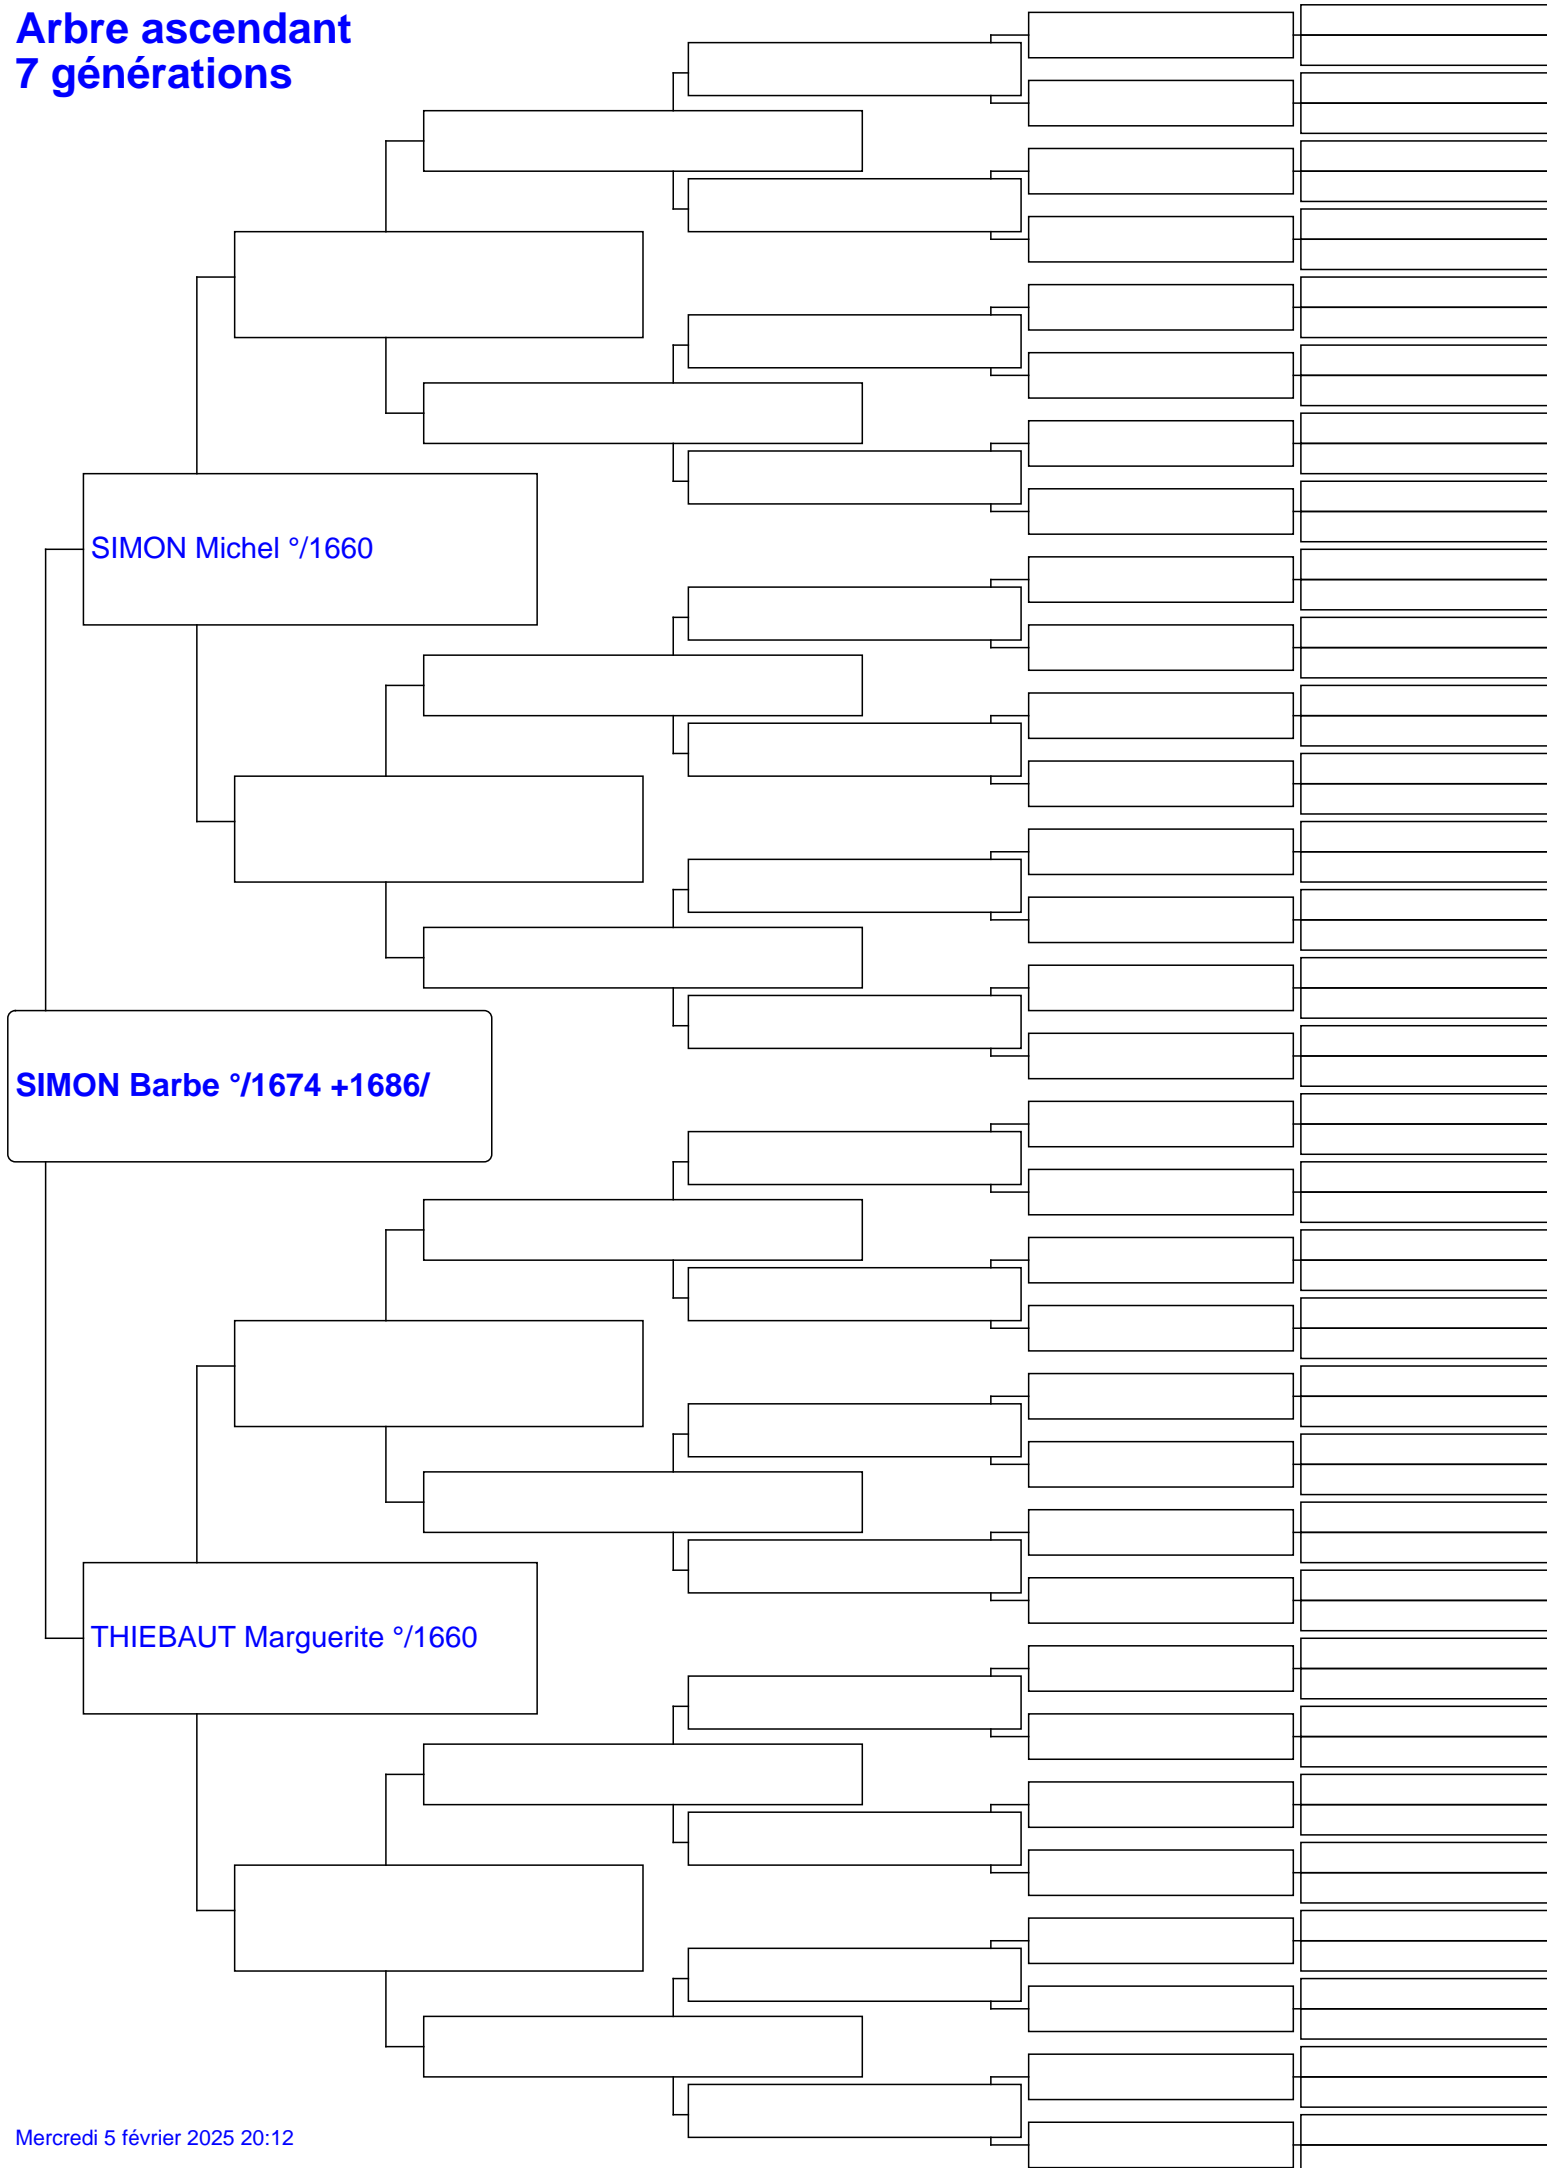 Arbre ascendant
7 générations
SIMON Michel °/1660
SIMON Barbe °/1674 +1686/
THIEBAUT Marguerite °/1660
Mercredi 5 février 2025 20:12